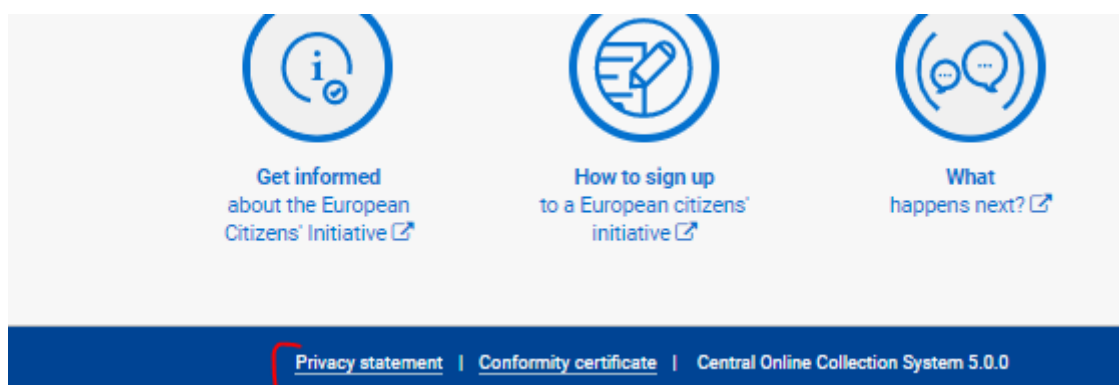 Get informed
about the European
Citizens' Initiative
How to sign up
to a European citizens'
initiative
What
happens next?
Privacy statement | Conformity certificate | Central Online Collection System 5.0.0